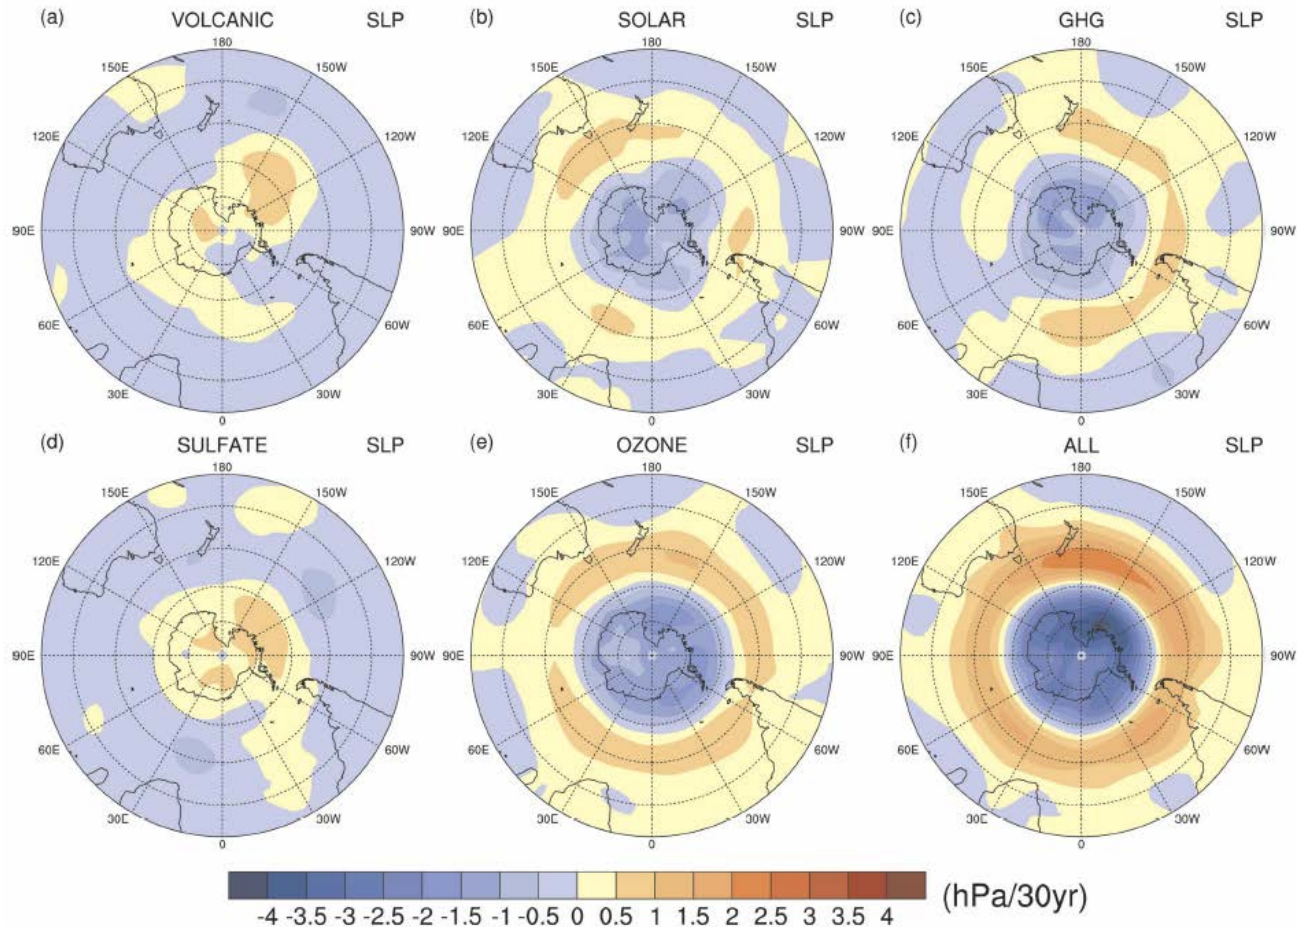 (a) VOLCANIC SLP
(b) SOLAR SLP
(c) GHG SLP
180 180 180
150E 150W 150E 150W 150E 150W
120E 120W 120E 120W 120E 120W
90E 90W 90E 90W 90E 90W
60E 60W 60E 60W 60E 60W
30E 30W 30E 30W 30E 30W
0 0 0
(d) SULFATE SLP
(e) OZONE SLP
(f) ALL SLP
180 180 180
150E 150W 150E 150W 150E 150W
120E 120W 120E 120W 120E 120W
90E 90W 90E 90W 90E 90W
60E 60W 60E 60W 60E 60W
30E 30W 30E 30W 30E 30W
0 0 0
-4 -3.5 -3 -2.5 -2 -1.5 -1 -0.5 0 0.5 1 1.5 2 2.5 3 3.5 4 (hPa/30yr)